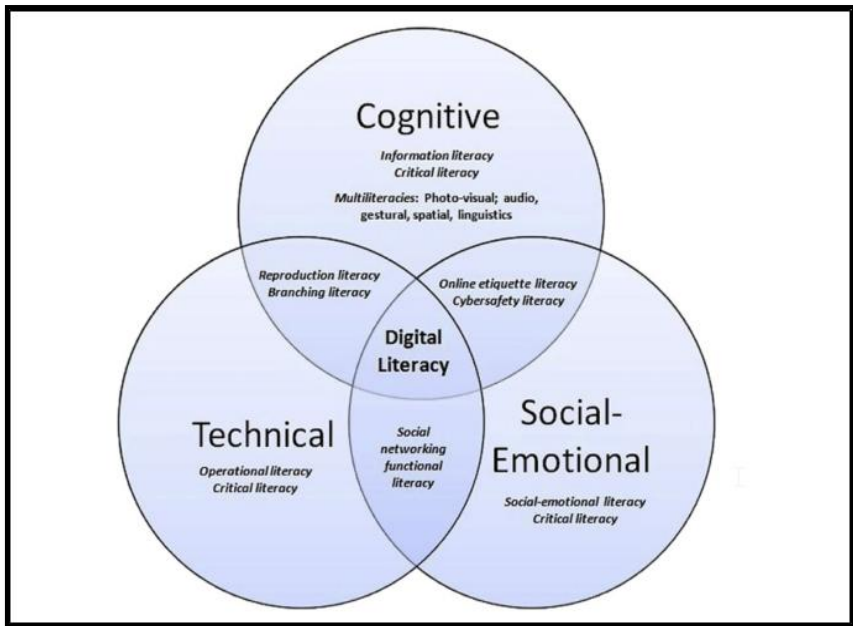 Cognitive
Information literacy
Critical literacy
Multiliteracies: Photo-visual; audio,
gestural, spatial, linguistics
Reproduction literacy
Branching literacy
Online etiquette literacy
Cybersafety literacy
Digital
Literacy
Technical
Operational literacy
Critical literacy
Social
networking
functional
literacy
Social-
Emotional
Social-emotional literacy
Critical literacy